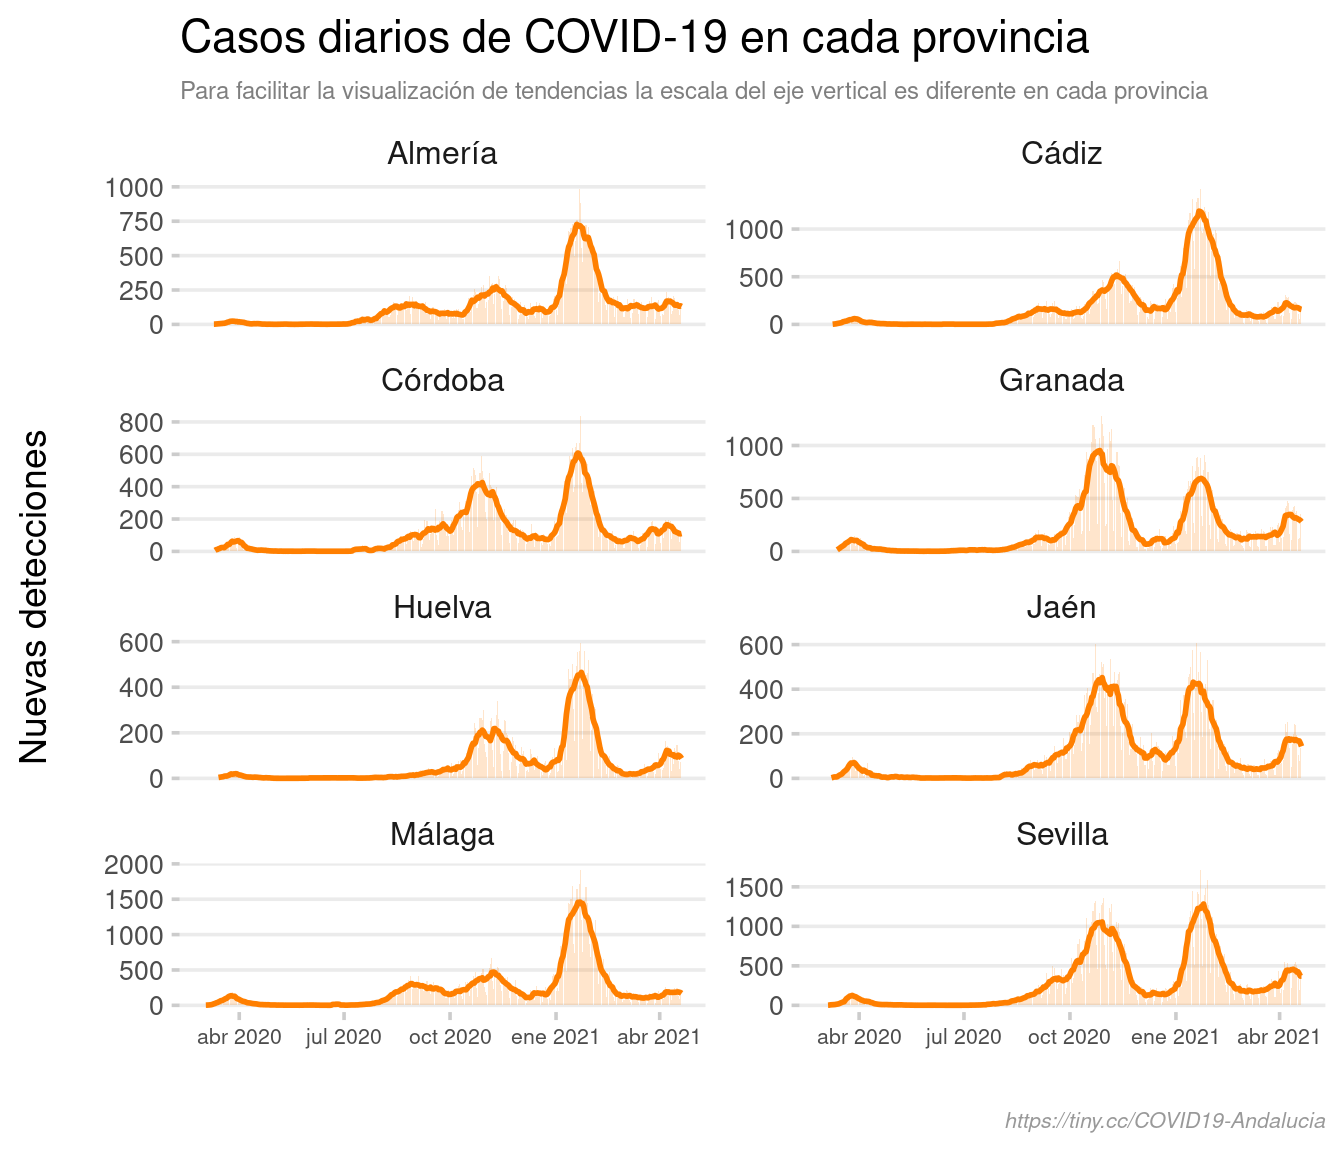 Casos diarios de COVID-19 en cada provincia
Para facilitar la visualización de tendencias la escala del eje vertical es diferente en cada provincia
Nuevas detecciones
Almería
1000
750
500
250
0
Cádiz
1000
500
0
Córdoba
800
600
400
200
0
Granada
1000
500
0
Huelva
600
400
200
0
Jaén
600
400
200
0
Málaga
2000
1500
1000
500
0
abr 2020 jul 2020 oct 2020 ene 2021 abr 2021
Sevilla
1500
1000
500
0
abr 2020 jul 2020 oct 2020 ene 2021 abr 2021
https://tiny.cc/COVID19-Andalucia